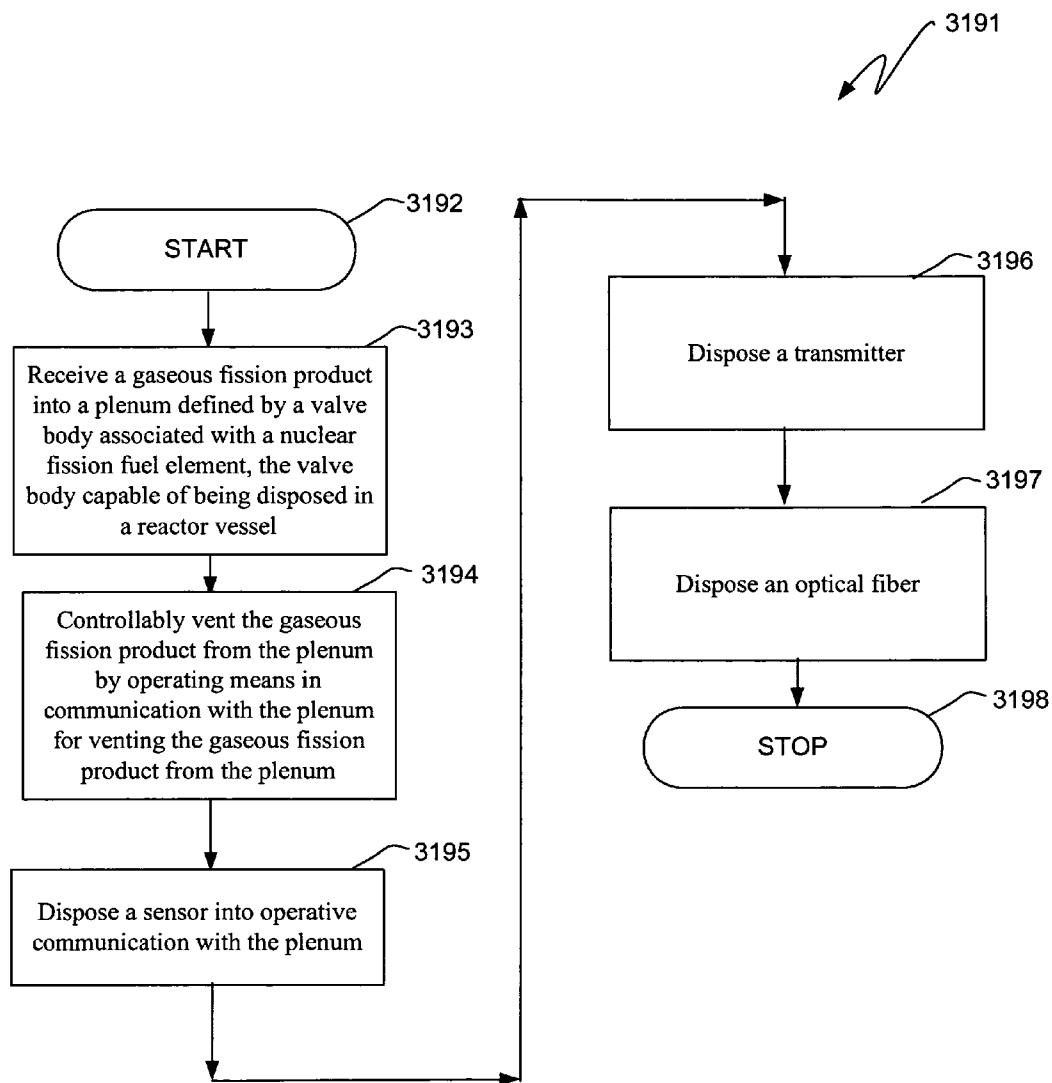 3191
3192
START
3193
Receive a gaseous fission product
into a plenum defined by a valve
body associated with a nuclear
fission fuel element, the valve
body capable of being disposed in
a reactor vessel
3194
Controllably vent the gaseous
fission product from the plenum
by operating means in
communication with the plenum
for venting the gaseous fission
product from the plenum
3195
Dispose a sensor into operative
communication with the plenum
3196
Dispose a transmitter
3197
Dispose an optical fiber
3198
STOP